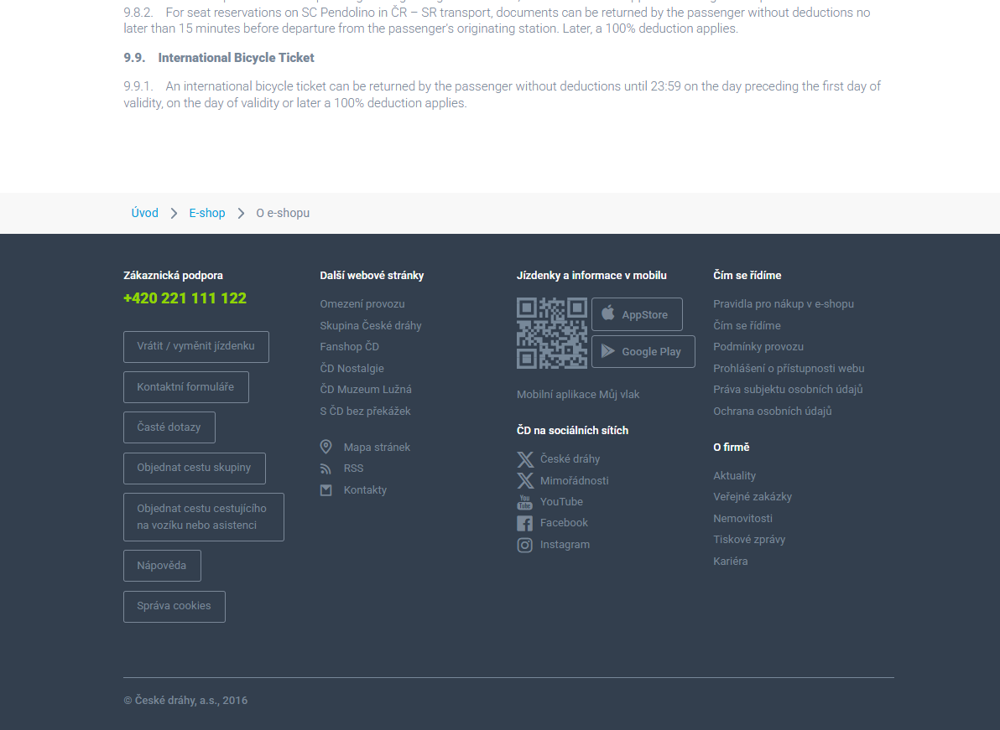 9.8.2. For seat reservations on SC Pendolino in ČR – SR transport, documents can be returned by the passenger without deductions no
later than 15 minutes before departure from the passenger's originating station. Later, a 100% deduction applies.
9.9. International Bicycle Ticket
9.9.1. An international bicycle ticket can be returned by the passenger without deductions until 23:59 on the day preceding the first day of
validity, on the day of validity or later a 100% deduction applies.
Úvod
E-shop
O e-shopu
Zákaznická podpora
+420 221 111 122
Vrátit / vyměnit jízdenku
Kontaktní formuláře
Časté dotazy
Objednat cestu skupiny
Objednat cestu cestujícího
na vozíku nebo asistenci
Nápověda
Správa cookies
Další webové stránky
Omezení provozu
Skupina České dráhy
Fanshop ČD
ČD Nostalgie
ČD Muzeum Lužná
S ČD bez překážek
Mapa stránek
RSS
Kontakty
Jízdenky a informace v mobilu
AppStore
Google Play
Mobilní aplikace Můj vlak
ČD na sociálních sítích
České dráhy
Mimořádnosti
You
Tube
YouTube
Facebook
Instagram
Čím se řídíme
Pravidla pro nákup v e-shopu
Čím se řídíme
Podmínky provozu
Prohlášení o přístupnosti webu
Práva subjektu osobních údajů
Ochrana osobních údajů
O firmě
Aktuality
Veřejné zakázky
Nemovitosti
Tiskové zprávy
Kariéra
© České dráhy, a.s., 2016